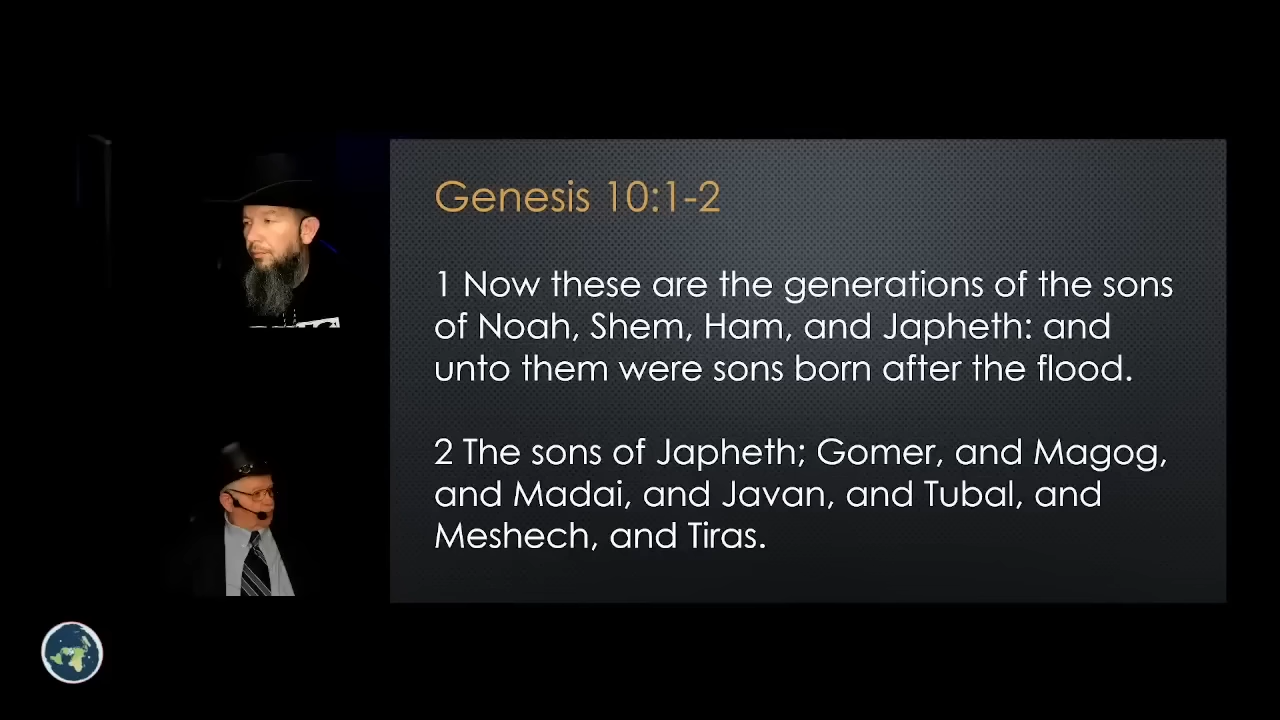 Genesis 10:1-2
1 Now these are the generations of the sons
of Noah, Shem, Ham, and Japheth: and
unto them were sons born after the flood.
2 The sons of Japheth; Gomer, and Magog,
and Madai, and Javan, and Tubal, and
Meshech, and Tiras.